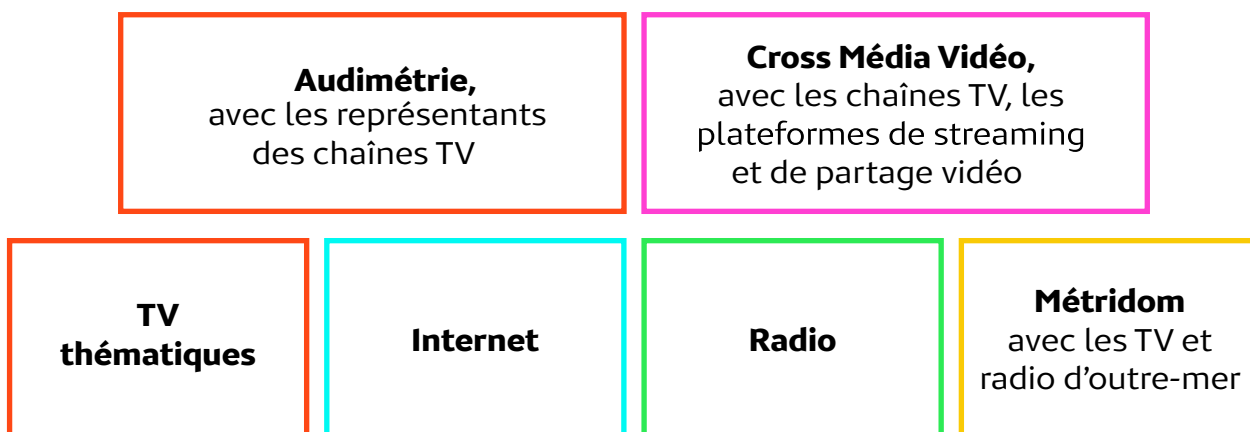 Audimétrie,
avec les représentants
des chaînes TV
Cross Média Vidéo,
avec les chaînes TV, les
plateformes de streaming
et de partage vidéo
TV
thématiques
Internet
Radio
Métridom
avec les TV et
radio d’outre-mer